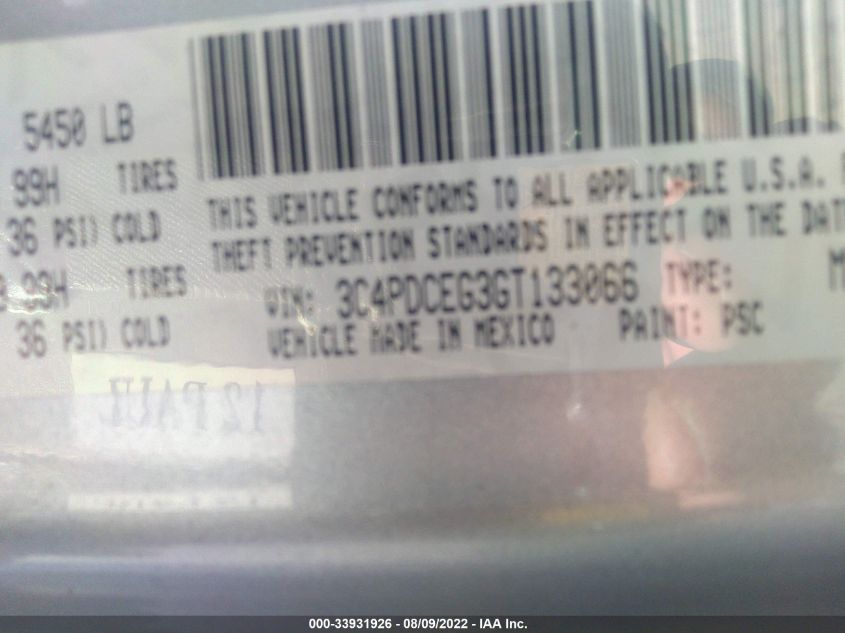 5450 LB
99H TIRES
36 PSI) COLD
99H TIRES
36 PSI) COLD
THIS VEHICLE CONFORMS TO ALL APPLICABLE U.S.A.
THEFT PREVENTION STANDARDS IN EFFECT ON THE DAT
VIN: 3C4PDCEG3GT133066 TYPE: M
VEHICLE MADE IN MEXICO PAINT: PSC
000-33931926 - 08/09/2022 - IAA Inc.